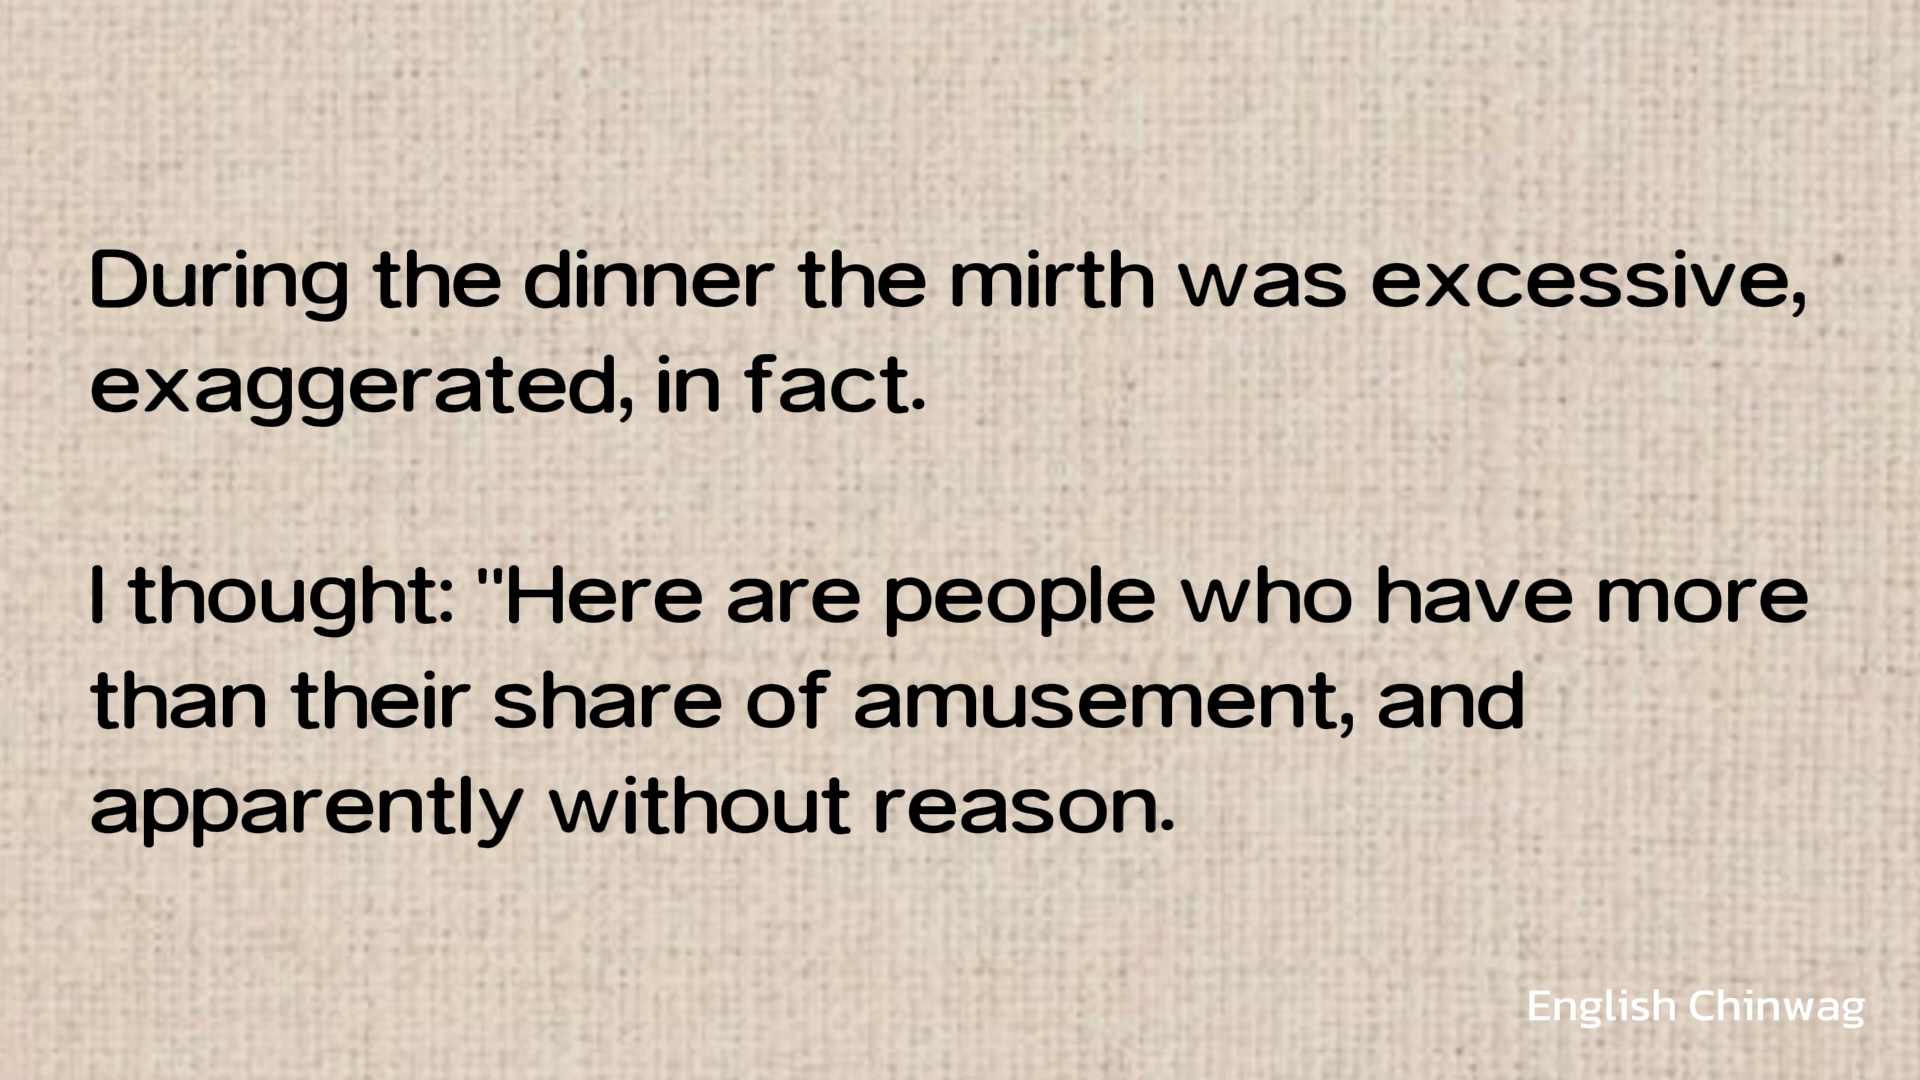 During the dinner the mirth was excessive,
exaggerated, in fact.
I thought: "Here are people who have more
than their share of amusement, and
apparently without reason.
English Chinwag